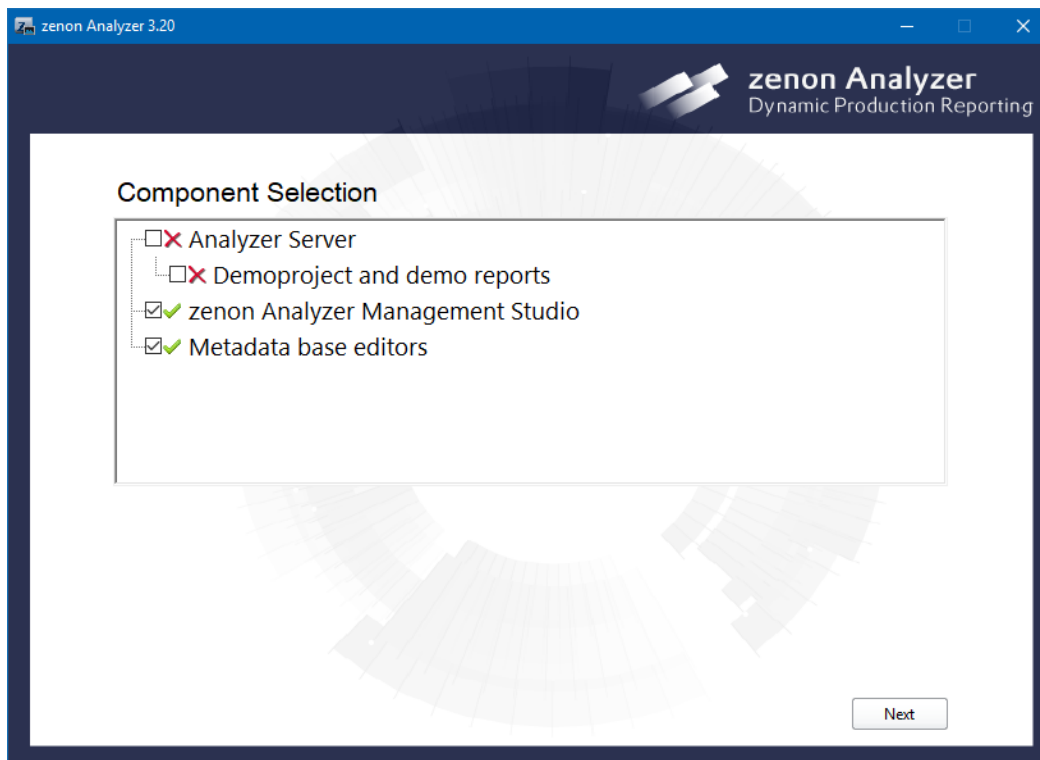 zenon Analyzer 3.20
zenon Analyzer
Dynamic Production Reporting
Component Selection
Analyzer Server
Demoproject and demo reports
zenon Analyzer Management Studio
Metadata base editors
Next